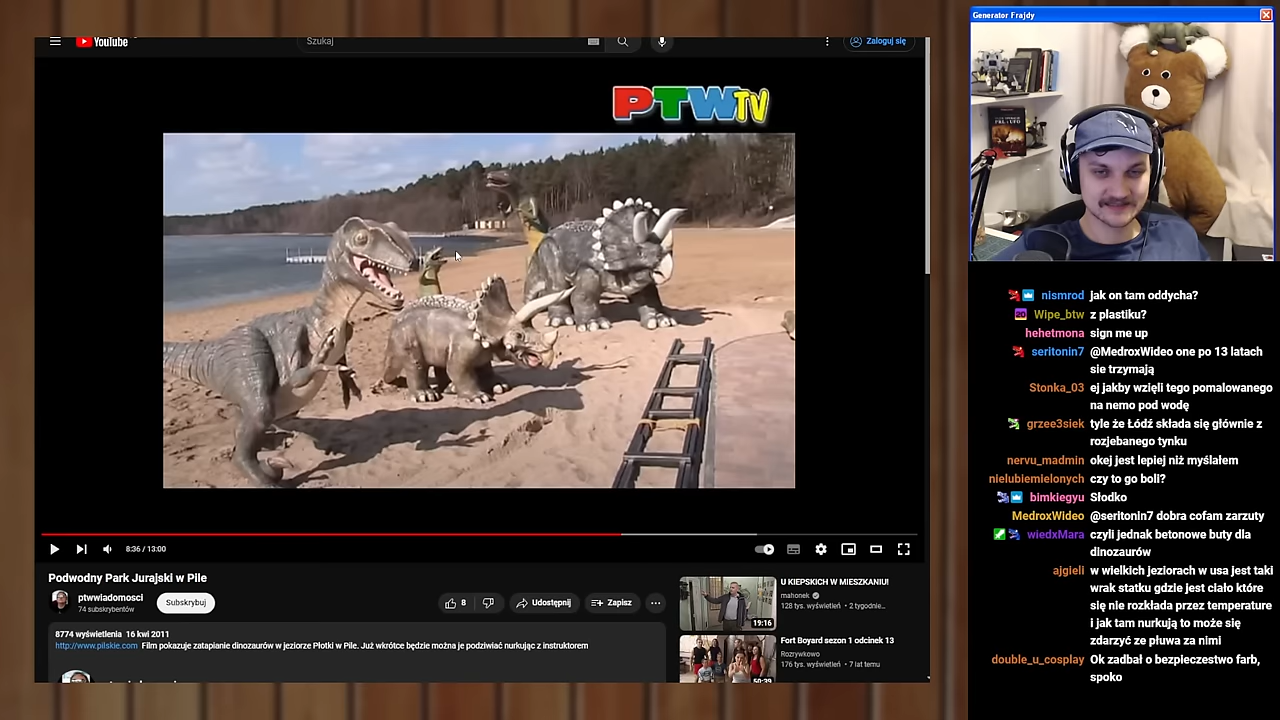 YouTube
Szukaj
Zaloguj się
PTWTV
8:36 / 13:00
Podwodny Park Jurajski w Pile
ptwwiadomosci
74 subskrybentów
Subskrybuj
8
Udostępnij
Zapisz
8774 wyświetlenia 16 kwi 2011
http://www.pilskie.com Film pokazuje zatapianie dinozaurów w jeziorze Płotki w Pile. Już wkrótce będzie można je podziwiać nurkując z instruktorem
U KIEPSKICH W MIESZKANIU!
mahonek
128 tys. wyświetleń • 2 tygodnie...
19:16
Fort Boyard sezon 1 odcinek 13
Rozrywkowo
176 tys. wyświetleń • 7 lat temu
50:39
Generator Frajdy
nismrod jak on tam oddycha?
Wipe_btw z plastiku?
hehetmona sign me up
seritonin7 @MedroxWideo one po 13 latach
sie trzymają
Stonka_03 ej jakby wzięli tego pomalowanego
na nemo pod wodę
grzee3siek tyle że Łódź składa się głównie z
rozjebanego tynku
nervu_madmin okej jest lepiej niż myślałem
nielubiemielonych czy to go boli?
bimkiegyu Słodko
MedroxWideo @seritonin7 dobra cofam zarzuty
wiedxMara czyli jednak betonowe buty dla
dinozaurów
ajgieli w wielkich jeziorach w usa jest taki
wrak statku gdzie jest ciało które
się nie rozkłada przez temperature
i jak tam nurkują to może się
zdarzyć ze pływa za nimi
double_u_cosplay Ok zadbał o bezpieczestwo farb,
spoko